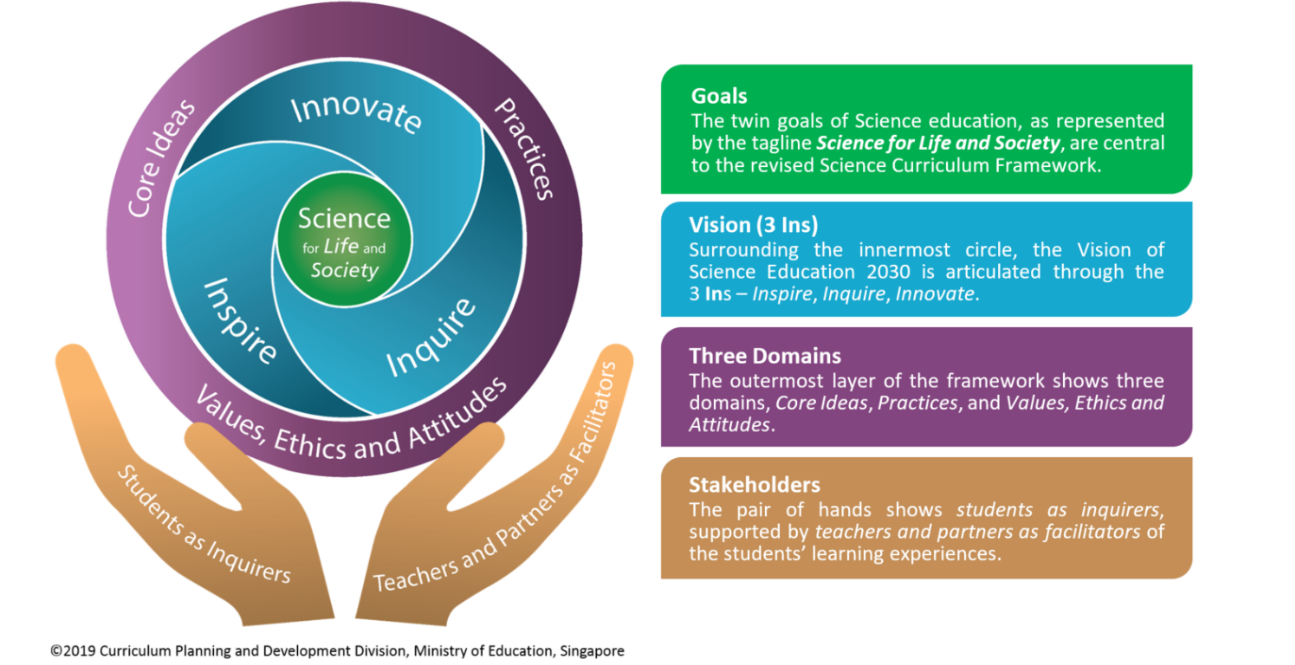 Core Ideas
Practices
Values, Ethics and Attitudes
Innovate
Inspire
Inquire
Science
for Life and
Society
Students as Inquirers
Teachers and Partners as Facilitators
Goals
The twin goals of Science education, as represented
by the tagline Science for Life and Society, are central
to the revised Science Curriculum Framework.
Vision (3 Ins)
Surrounding the innermost circle, the Vision of
Science Education 2030 is articulated through the
3 Ins – Inspire, Inquire, Innovate.
Three Domains
The outermost layer of the framework shows three
domains, Core Ideas, Practices, and Values, Ethics and
Attitudes.
Stakeholders
The pair of hands shows students as inquirers,
supported by teachers and partners as facilitators of
the students’ learning experiences.
©2019 Curriculum Planning and Development Division, Ministry of Education, Singapore